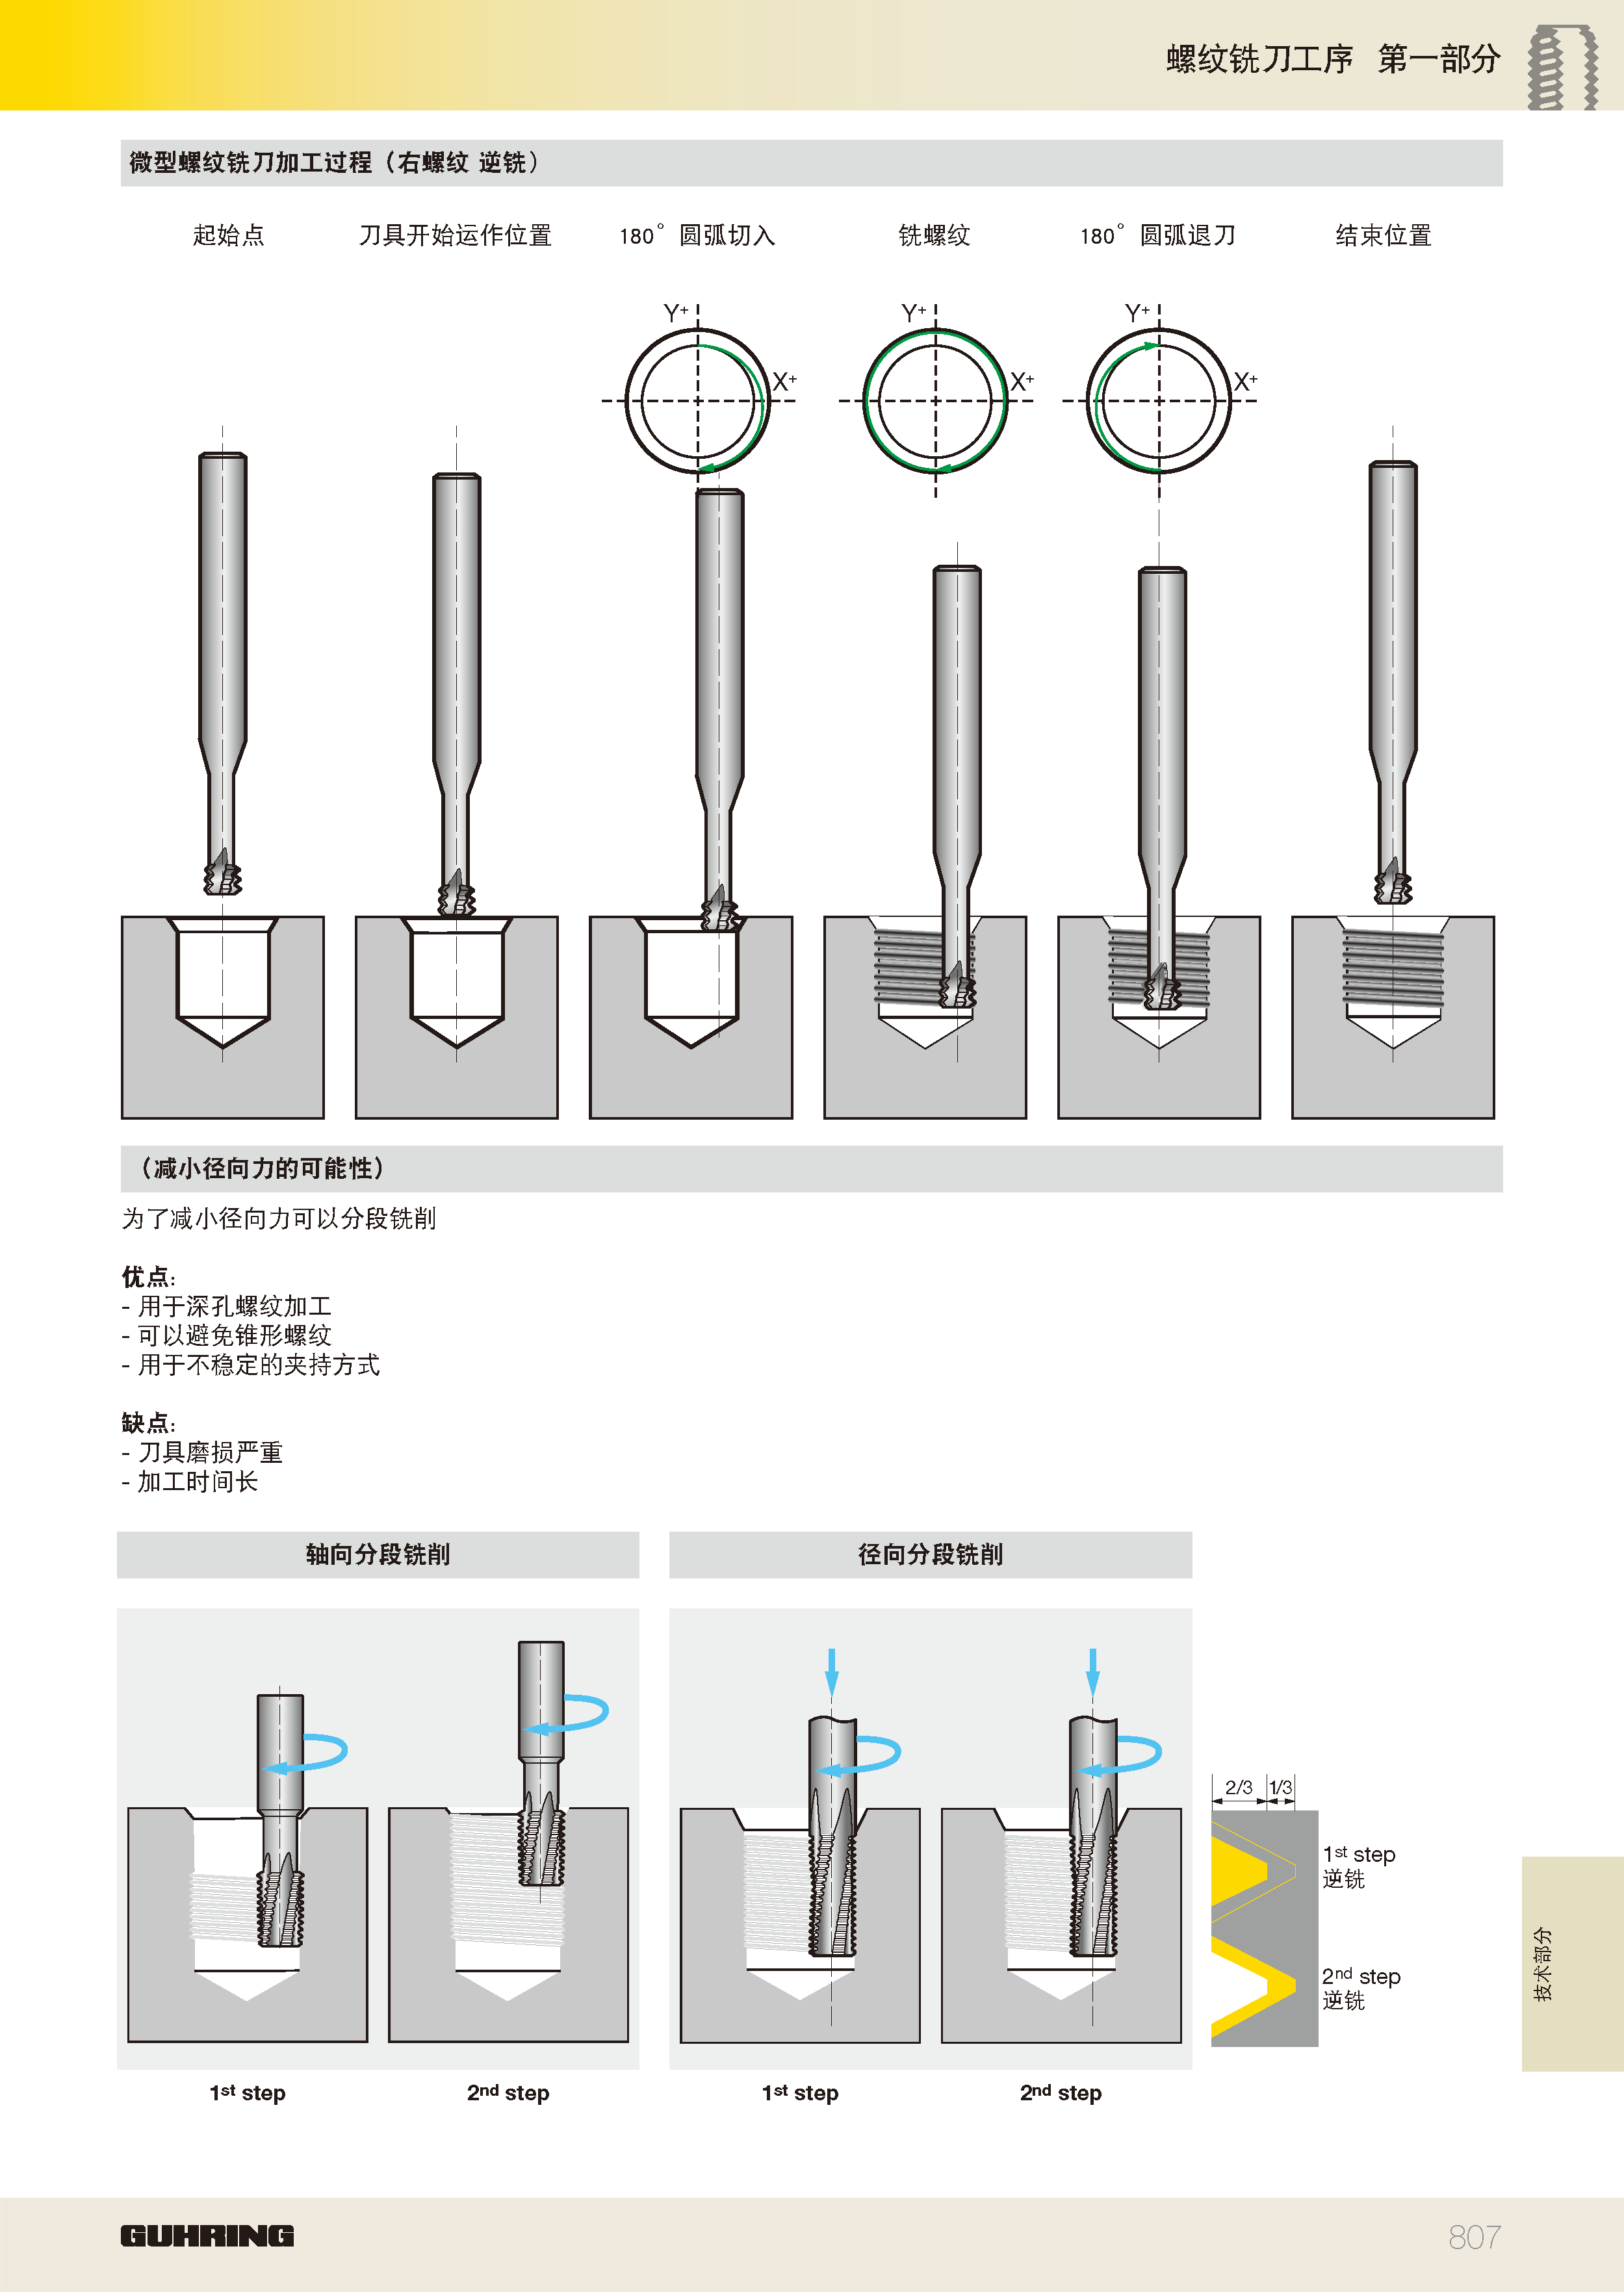 螺纹铣刀工序 第一部分
微型螺纹铣刀加工过程（右螺纹 逆铣）
起始点 刀具开始运作位置 180°圆弧切入 铣螺纹 180°圆弧退刀 结束位置
Y+ Y+ Y+
X+ X+ X+
（减小径向力的可能性）
为了减小径向力可以分段铣削
优点：
- 用于深孔螺纹加工
- 可以避免锥形螺纹
- 用于不稳定的夹持方式
缺点：
- 刀具磨损严重
- 加工时间长
轴向分段铣削 径向分段铣削
2/3 1/3
1st step
逆铣
2nd step
逆铣
技术部分
1st step 2nd step 1st step 2nd step
GUHRING 807